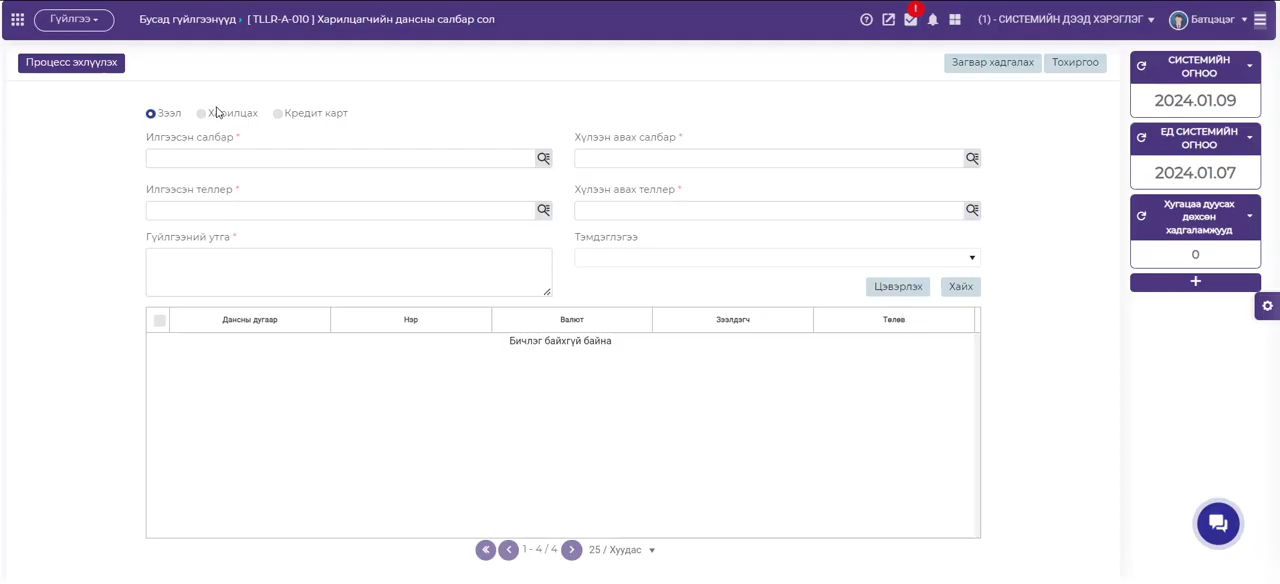 Гүйлгээ
Бусад гүйлгээнүүд
[ TLLR-A-010 ] Харилцагчийн дансны салбар сол
!
(1) - СИСТЕМИЙН ДЭЭД ХЭРЭГЛЭГ
Батцэцэг
Процесс эхлүүлэх
Загвар хадгалах
Тохиргоо
СИСТЕМИЙН ОГНОО
2024.01.09
ЕД СИСТЕМИЙН ОГНОО
2024.01.07
Хугацаа дуусах
дөхсөн
хадгаламжууд
0
+
Зээл
Харилцах
Кредит карт
Илгээсэн салбар *
Хүлээн авах салбар *
Илгээсэн теллер *
Хүлээн авах теллер *
Гүйлгээний утга *
Тэмдэглэгээ
Цэвэрлэх
Хайх
Дансны дугаар
Нэр
Валют
Зээлдэгч
Төлөв
Бичлэг байхгүй байна
1 - 4 / 4
25 / Хуудас